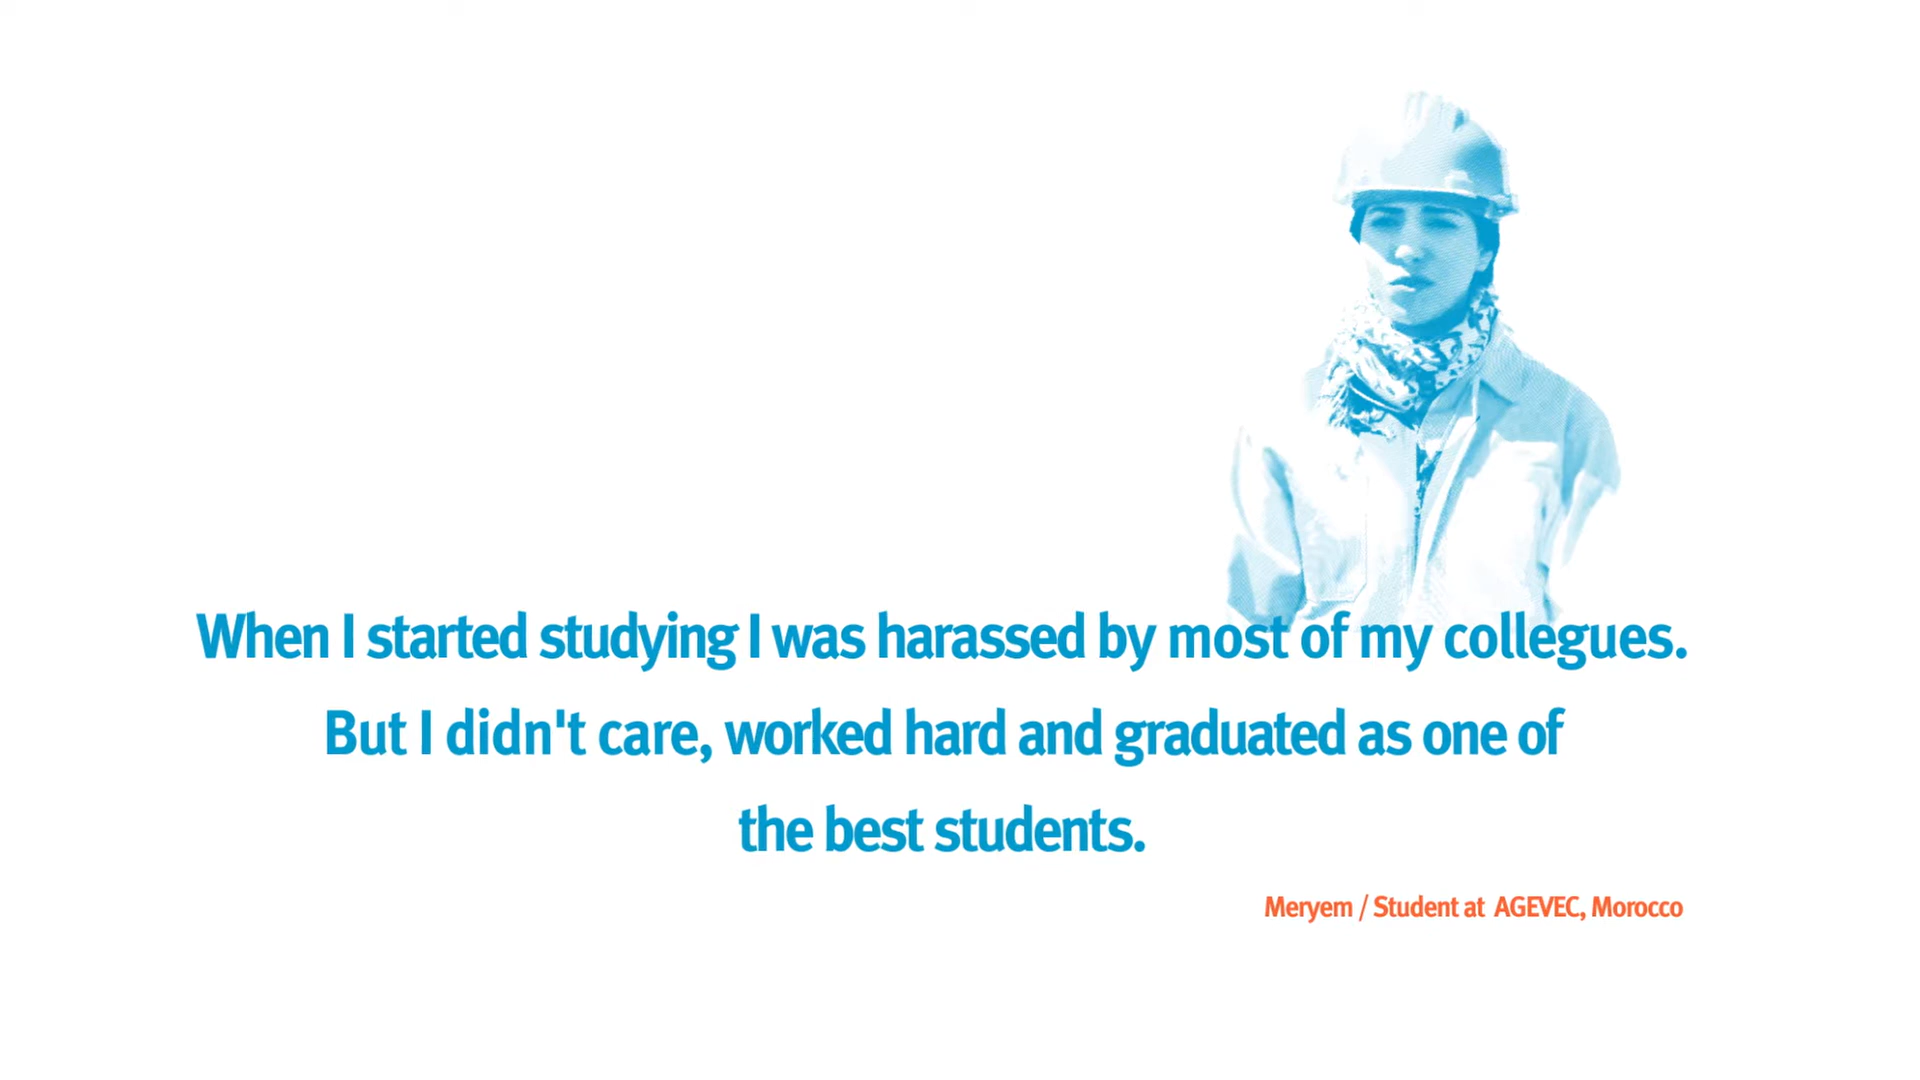 When I started studying I was harassed by most of my collegues.
But I didn't care, worked hard and graduated as one of
the best students.
Meryem / Student at AGEVEC, Morocco